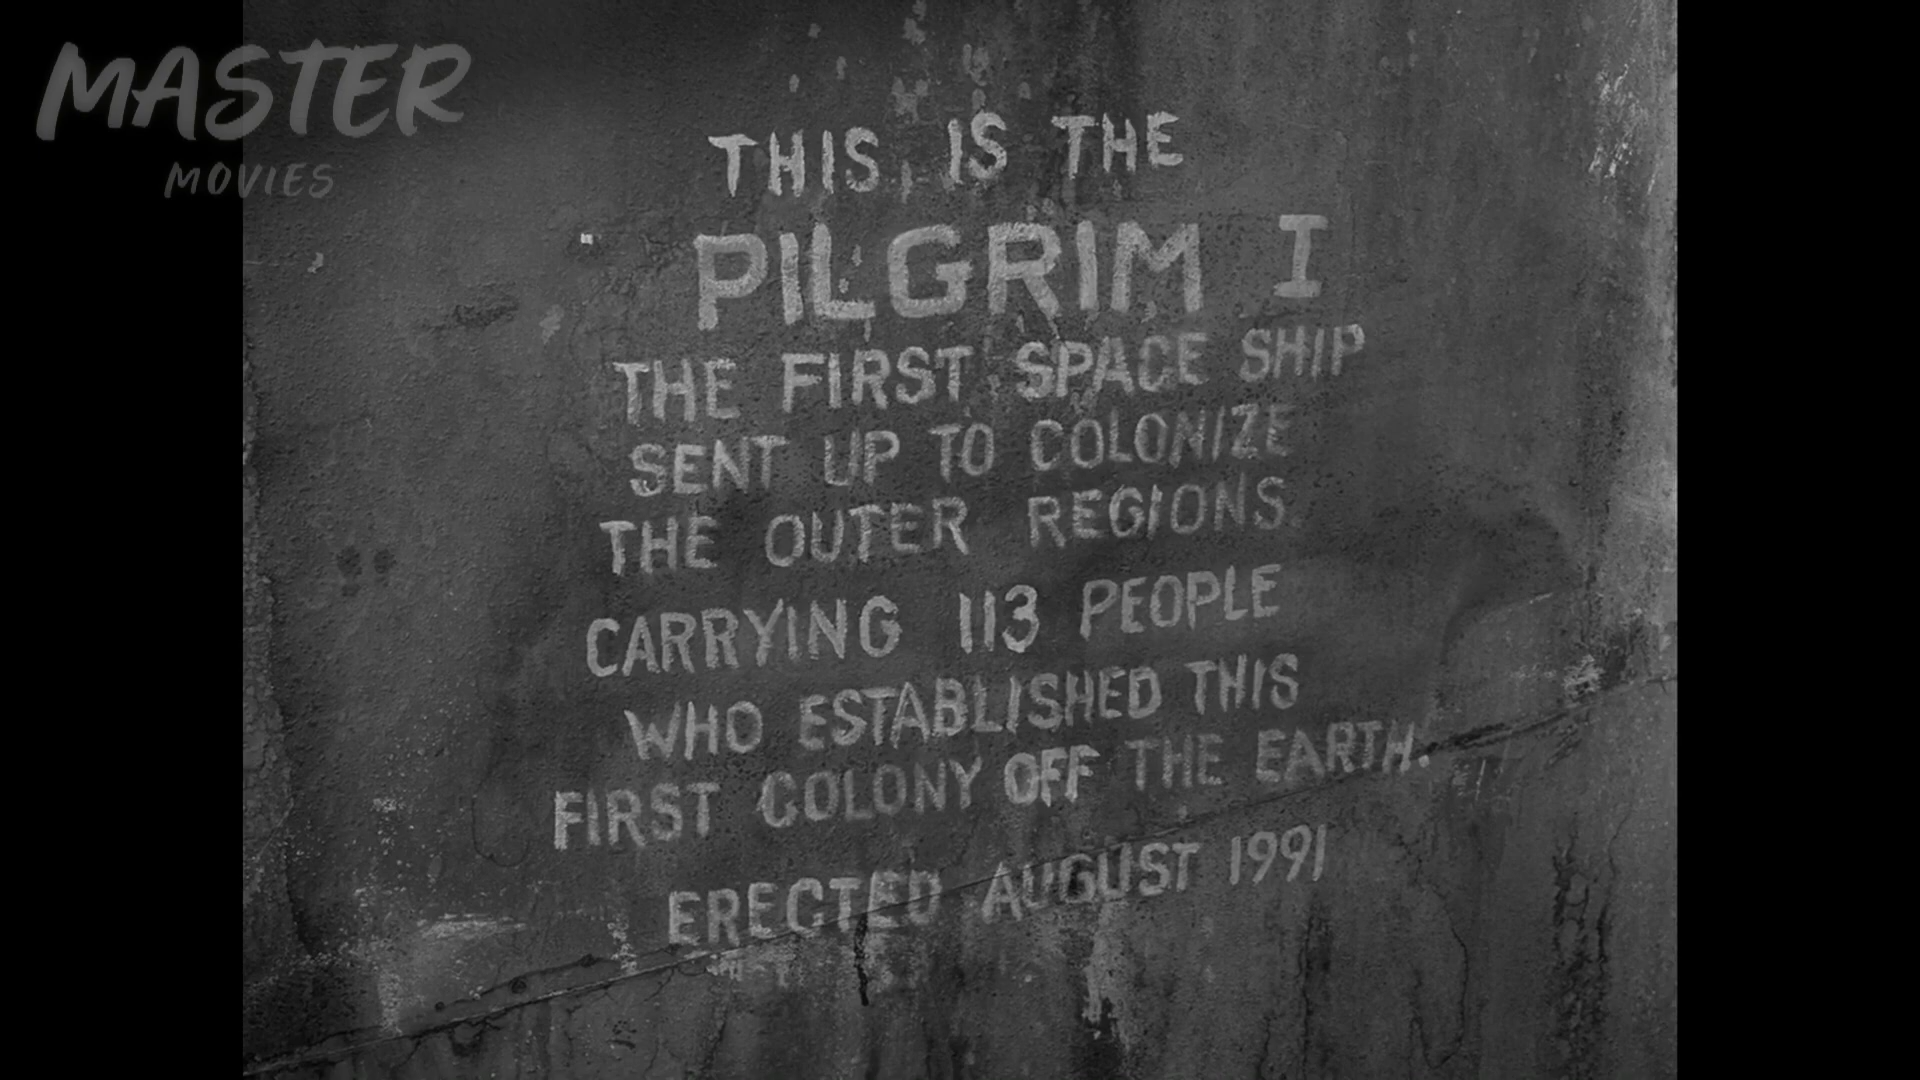 MASTER
MOVIES
THIS IS THE
PILGRIM I
THE FIRST SPACE SHIP
SENT UP TO COLONIZE
THE OUTER REGIONS.
CARRYING 113 PEOPLE
WHO ESTABLISHED THIS
FIRST COLONY OFF THE EARTH.
ERECTED AUGUST 1991